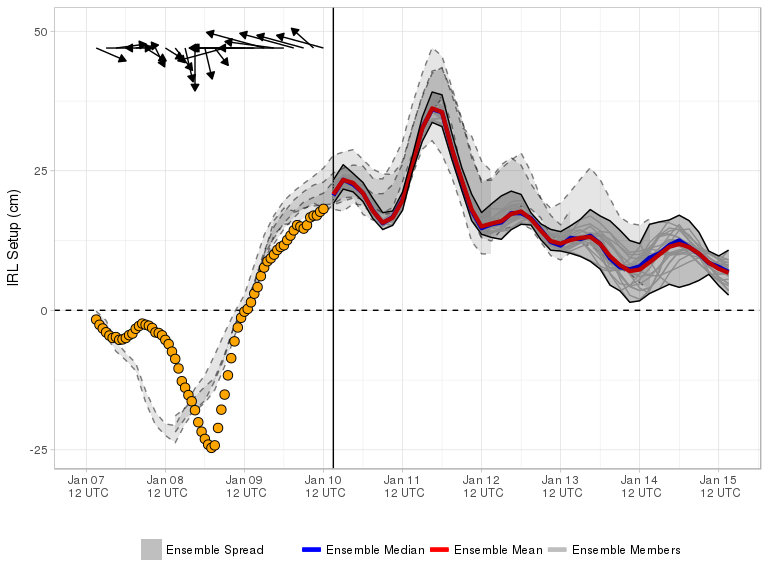 50
25
0
-25
IRL Setup (cm)
Jan 07 Jan 08 Jan 09 Jan 10 Jan 11 Jan 12 Jan 13 Jan 14 Jan 15
12 UTC 12 UTC 12 UTC 12 UTC 12 UTC 12 UTC 12 UTC 12 UTC 12 UTC
Ensemble Spread Ensemble Median Ensemble Mean Ensemble Members